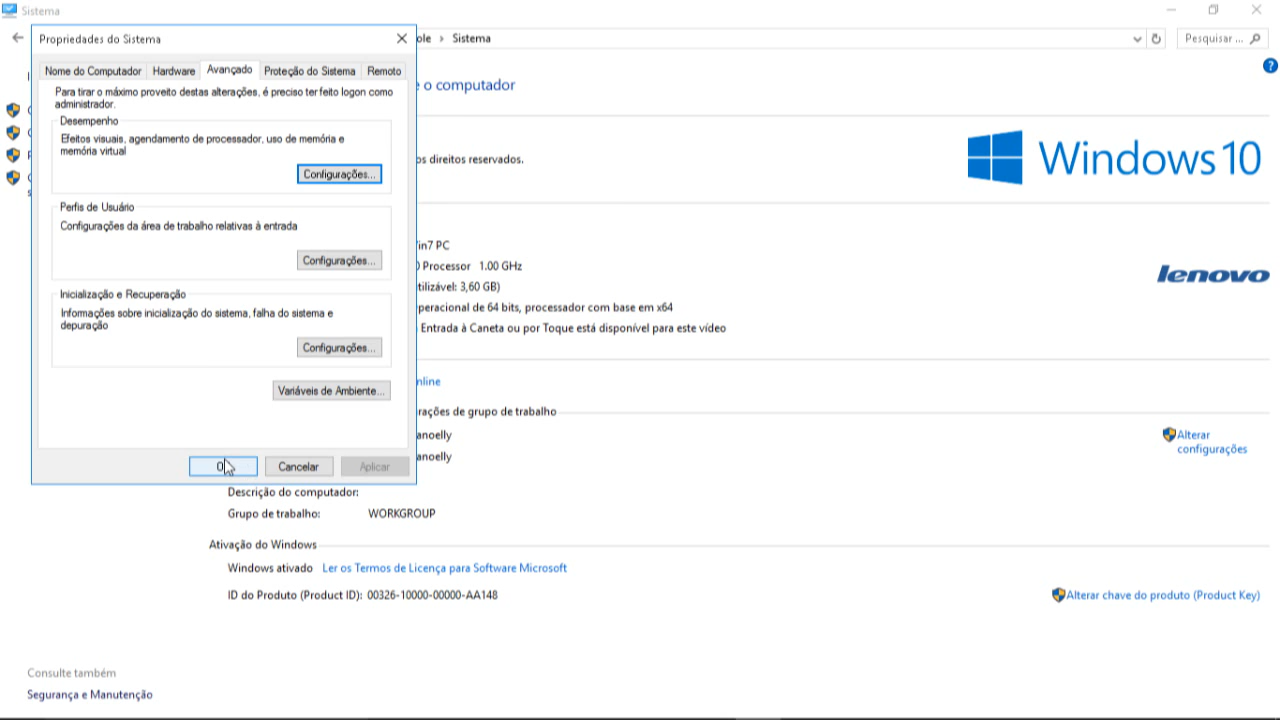 Sistema
Propriedades do Sistema
Sistema
Pesquisar ...
Nome do Computador
Hardware
Avançado
Proteção do Sistema
Remoto
Para tirar o máximo proveito destas alterações, é preciso ter feito logon como
administrador.
Desempenho
Efeitos visuais, agendamento de processador, uso de memória e
memória virtual
Configurações...
Perfis de Usuário
Configurações da área de trabalho relativas à entrada
Configurações...
Inicialização e Recuperação
Informações sobre inicialização do sistema, falha do sistema e
depuração
Configurações...
Variáveis de Ambiente...
Cancelar
Aplicar
e o computador
os direitos reservados.
Windows 10
in7 PC
Processor 1.00 GHz
tilizável: 3,60 GB)
peracional de 64 bits, processador com base em x64
Entrada à Caneta ou por Toque está disponível para este vídeo
lenovo
nline
rações de grupo de trabalho
anoelly
anoelly
Alterar
configurações
Descrição do computador:
Grupo de trabalho: WORKGROUP
Ativação do Windows
Windows ativado Ler os Termos de Licença para Software Microsoft
ID do Produto (Product ID): 00326-10000-00000-AA148
Alterar chave do produto (Product Key)
Consulte também
Segurança e Manutenção